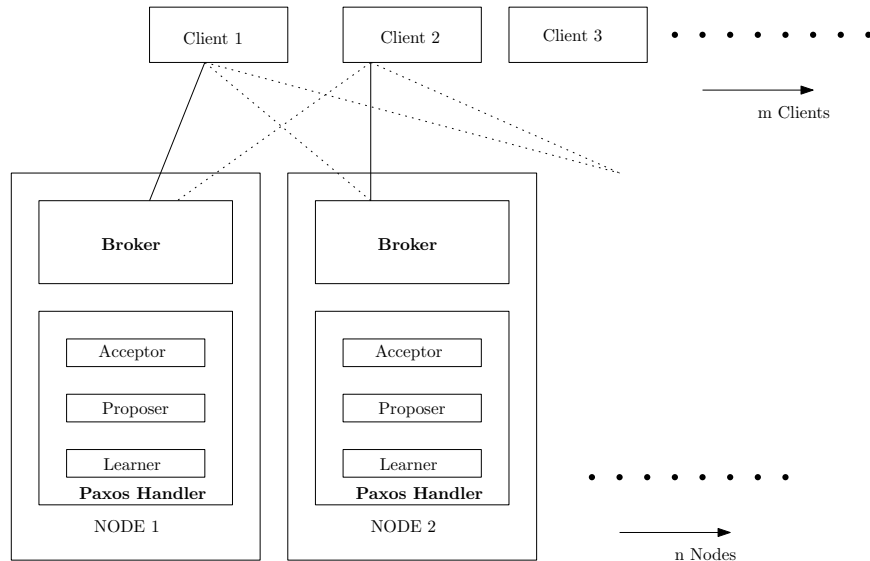 Client 1
Client 2
Client 3
m Clients
Broker
Broker
Acceptor
Acceptor
Proposer
Proposer
Learner
Learner
Paxos Handler
Paxos Handler
NODE 1
NODE 2
n Nodes